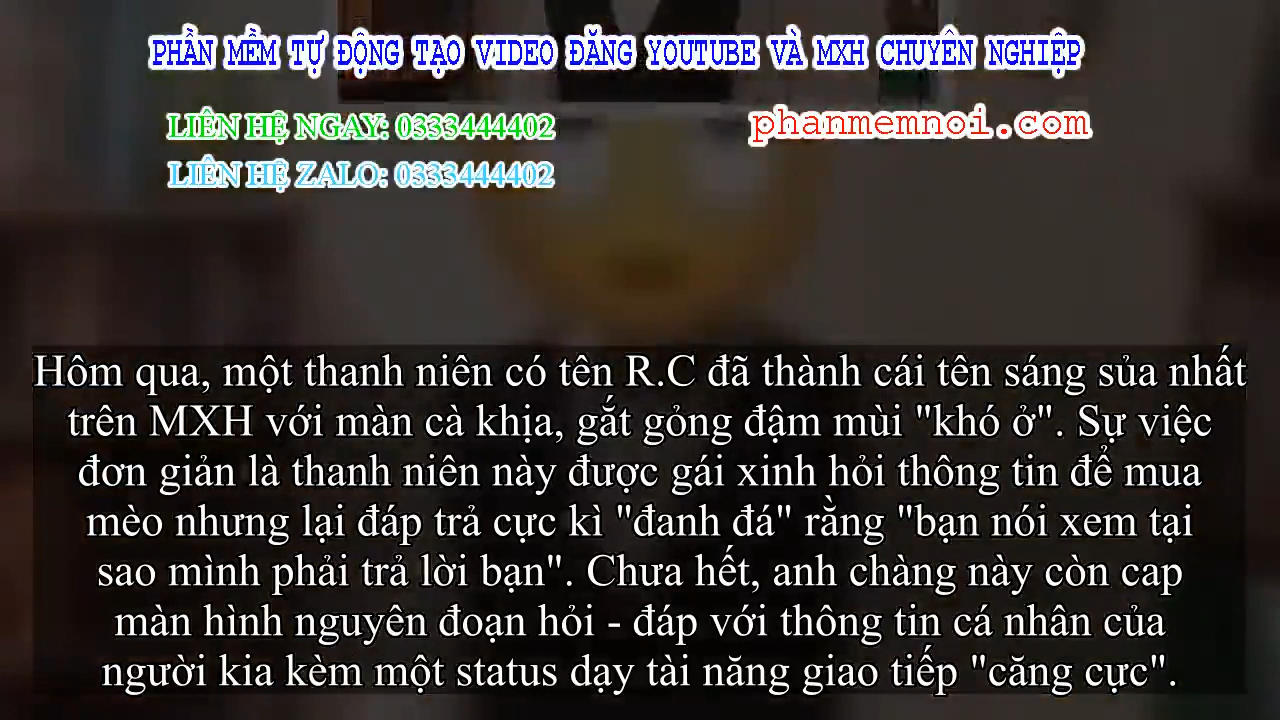 PHẦN MỀM TỰ ĐỘNG TẠO VIDEO ĐĂNG YOUTUBE VÀ MXH CHUYÊN NGHIỆP
LIÊN HỆ NGAY: 0333444402
phanmemnoi.com
LIÊN HỆ ZALO: 0333444402
Hôm qua, một thanh niên có tên R.C đã thành cái tên sáng sủa nhất
trên MXH với màn cà khịa, gắt gỏng đậm mùi "khó ở". Sự việc
đơn giản là thanh niên này được gái xinh hỏi thông tin để mua
mèo nhưng lại đáp trả cực kì "đanh đá" rằng "bạn nói xem tại
sao mình phải trả lời bạn". Chưa hết, anh chàng này còn cap
màn hình nguyên đoạn hỏi - đáp với thông tin cá nhân của
người kia kèm một status dạy tài năng giao tiếp "căng cực".